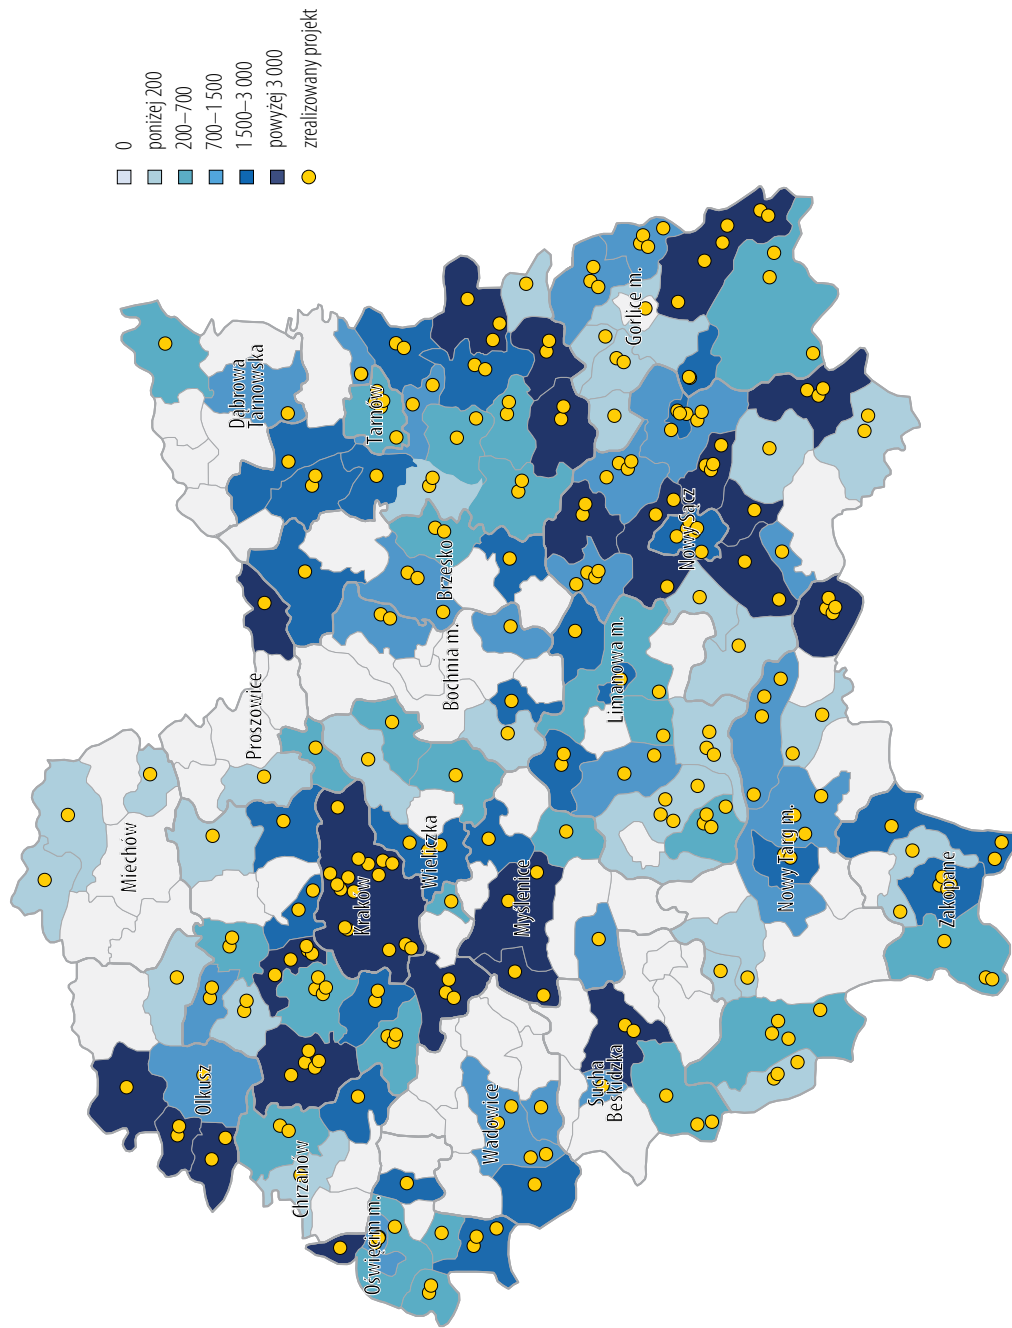 0
poniżej 200
200–700
700–1 500
1 500–3 000
powyżej 3 000
zrealizowany projekt
Miechów
Olkusz
Chrzanów
Oświęcim m.
Wadowice
Sucha
Beskidzka
Kraków
Proszowice
Wieliczka
Myślenice
Bochnia m.
Brzesko
Dąbrowa
Tarnowska
Tarnów
Limanowa m.
Nowy Sącz
Gorlice m.
Nowy Targ m.
Zakopane